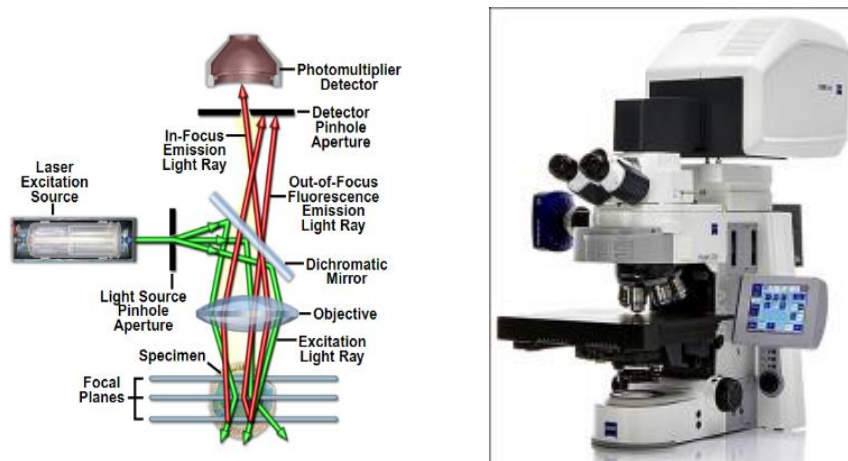 Photomultiplier
Detector
Detector
Pinhole
Aperture
In-Focus
Emission
Light Ray
Laser
Excitation
Source
Out-of-Focus
Fluorescence
Emission
Light Ray
Dichromatic
Mirror
Light Source
Pinhole
Aperture
Objective
Excitation
Light Ray
Specimen
Focal
Planes
ZEISS